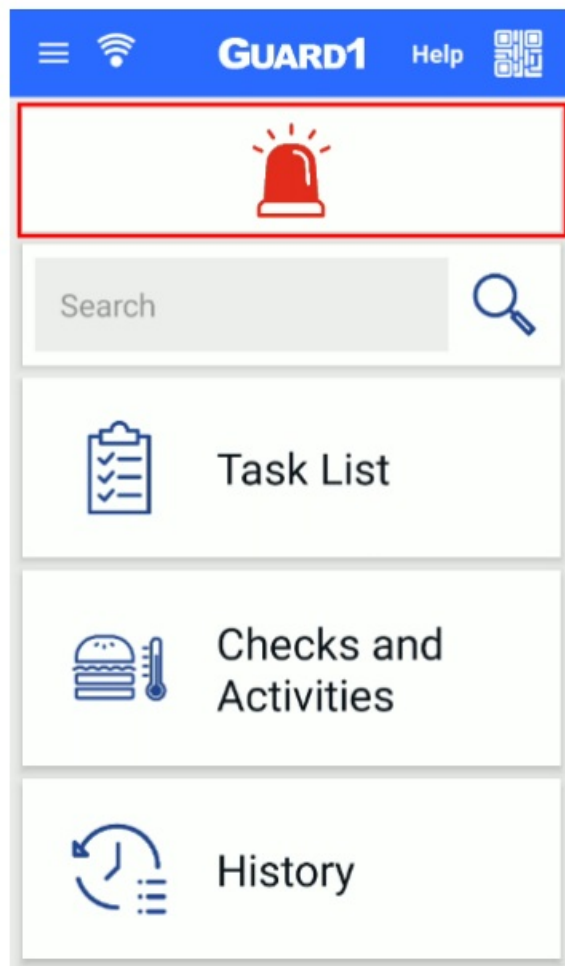 GUARD1 Help
Search
Task List
Checks and
Activities
History